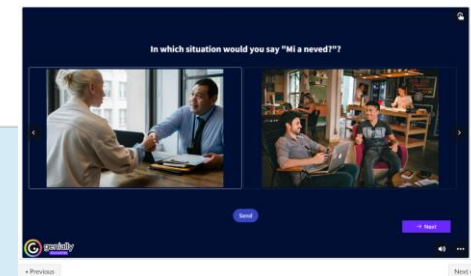 In which situation would you say "Mi a neved?"?
Send
→ Next
genially
‹ Previous
Next ›